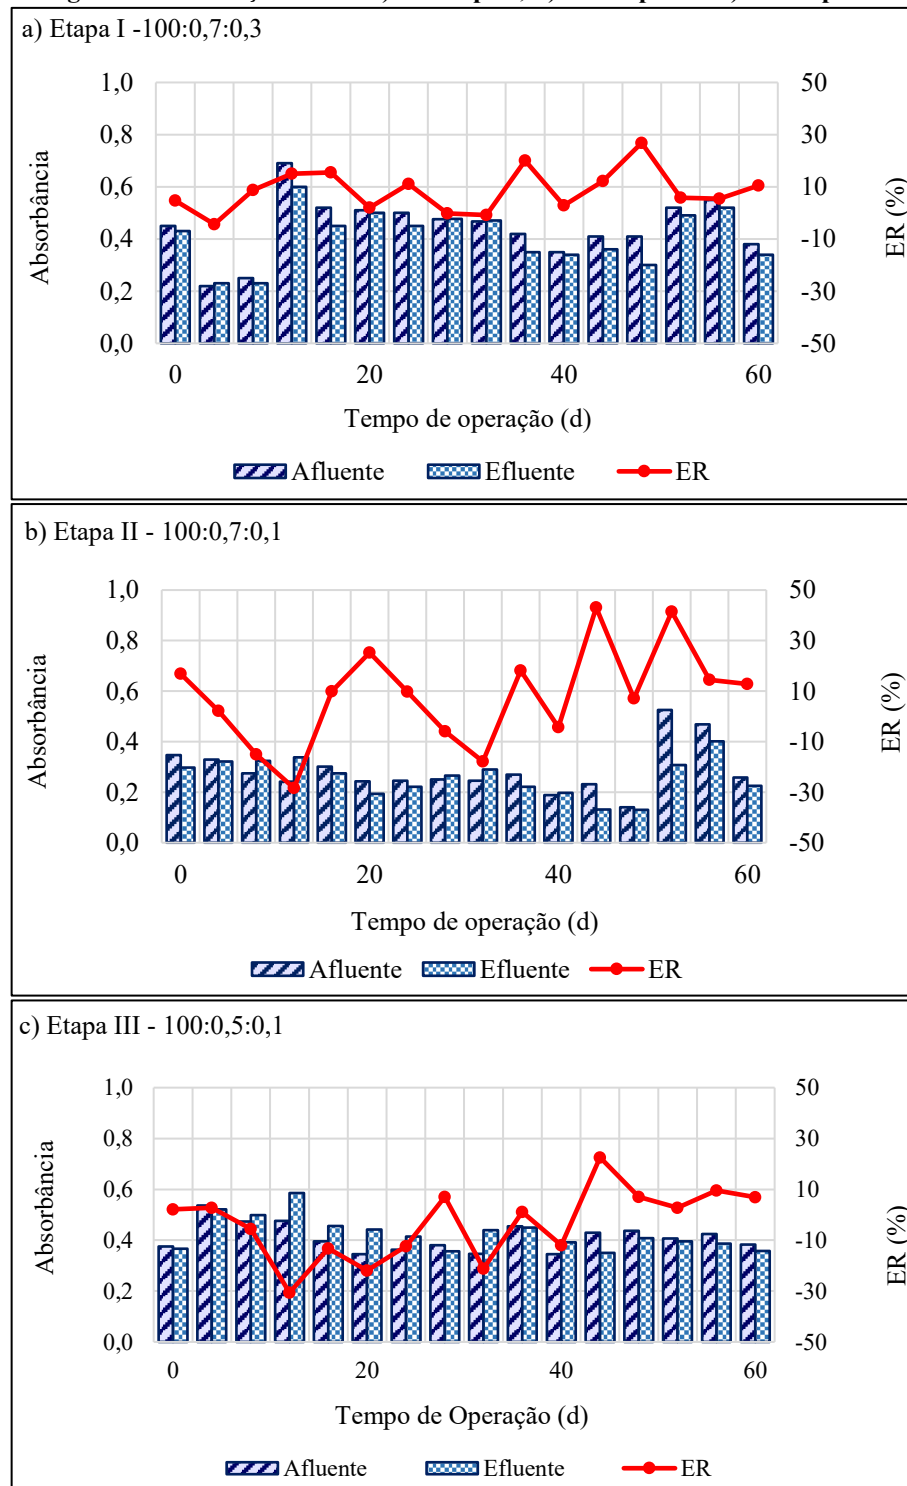 a) Etapa I -100:0,7:0,3
1,0
0,8
0,6
0,4
0,2
0,0
Absorbância
50
30
10
-10
-30
-50
ER (%)
0
20
40
60
Tempo de operação (d)
Afluente
Efluente
ER
b) Etapa II - 100:0,7:0,1
1,0
0,8
0,6
0,4
0,2
0,0
Absorbância
50
30
10
-10
-30
-50
ER (%)
0
20
40
60
Tempo de operação (d)
Afluente
Efluente
ER
c) Etapa III - 100:0,5:0,1
1,0
0,8
0,6
0,4
0,2
0,0
Absorbância
50
30
10
-10
-30
-50
ER (%)
0
20
40
60
Tempo de Operação (d)
Afluente
Efluente
ER